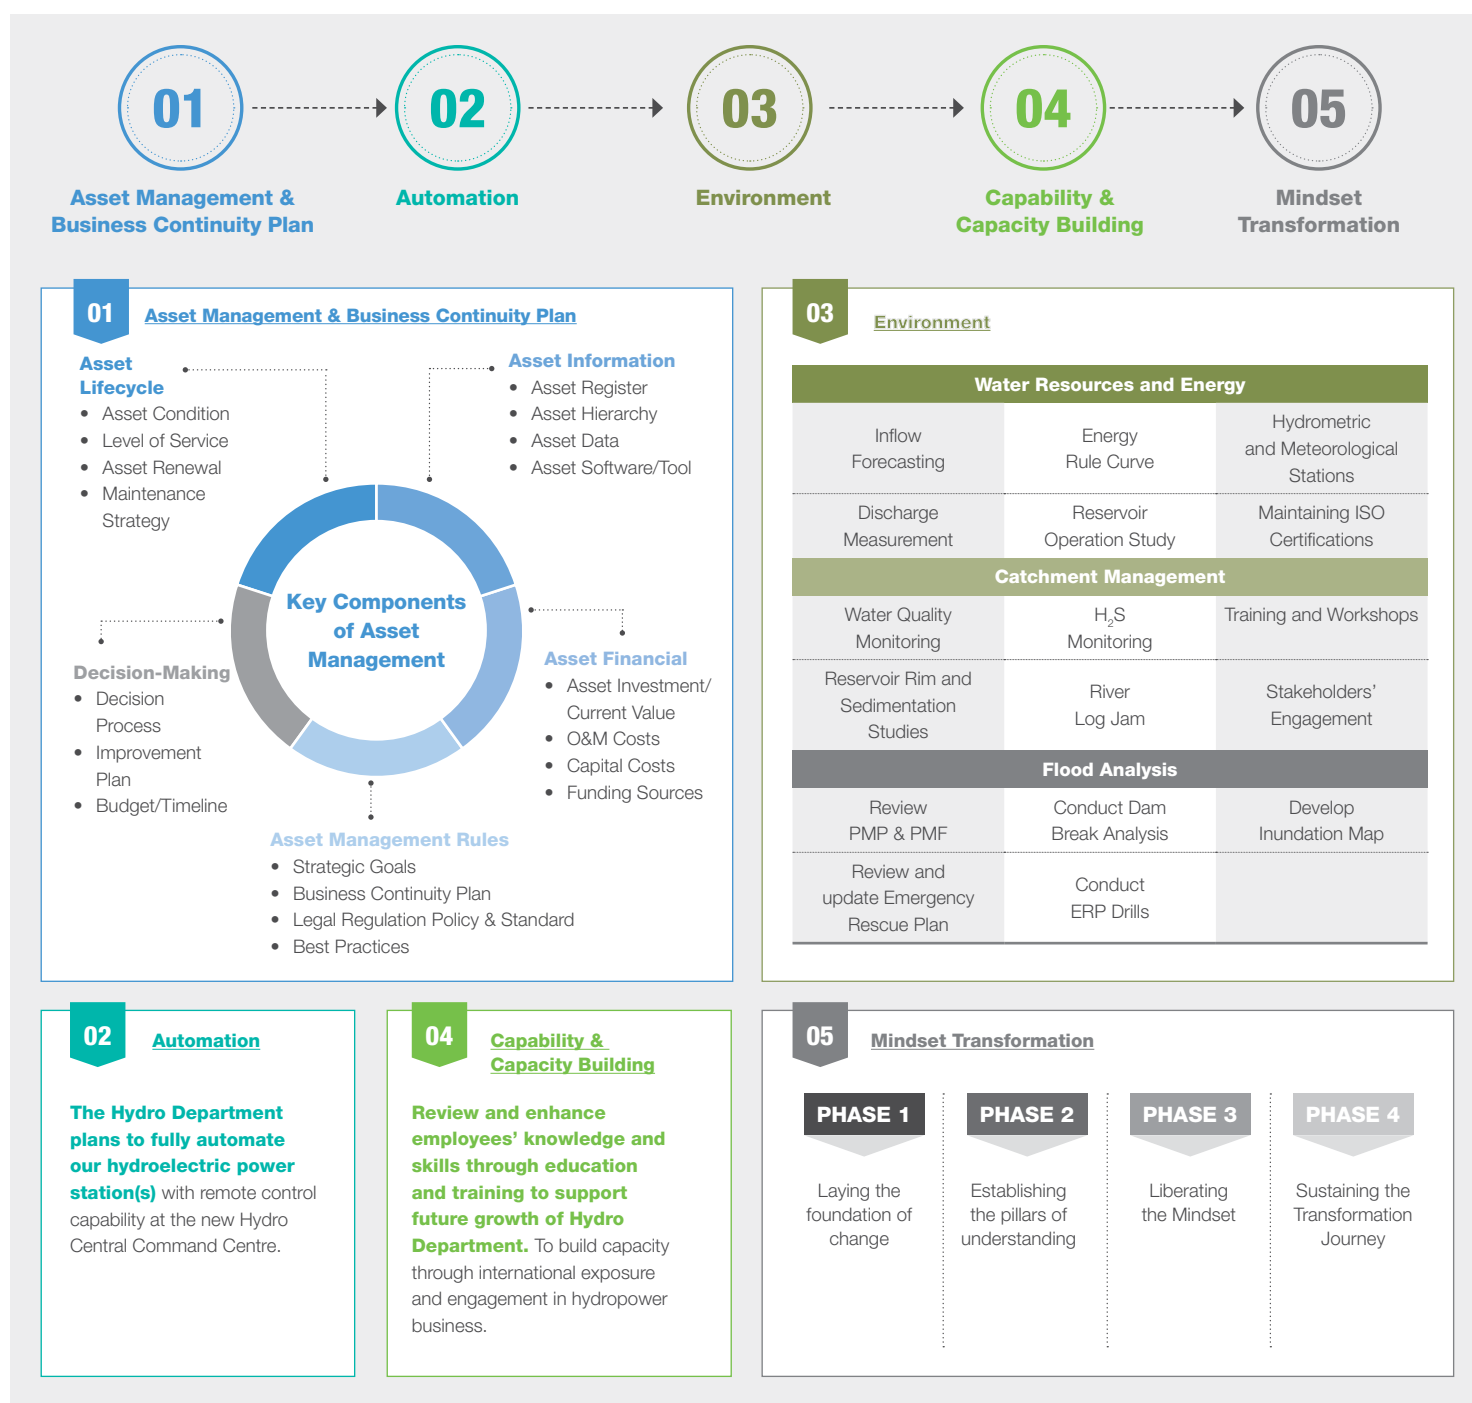 01
02
03
04
05
Asset Management &
Business Continuity Plan
Automation
Environment
Capability &
Capacity Building
Mindset
Transformation
01
Asset Management & Business Continuity Plan
Asset
Lifecycle
• Asset Condition
• Level of Service
• Asset Renewal
• Maintenance
Strategy
Asset Information
• Asset Register
• Asset Hierarchy
• Asset Data
• Asset Software/Tool
Key Components
of Asset
Management
Decision-Making
• Decision
Process
• Improvement
Plan
• Budget/Timeline
Asset Financial
• Asset Investment/
Current Value
• O&M Costs
• Capital Costs
• Funding Sources
Asset Management Rules
• Strategic Goals
• Business Continuity Plan
• Legal Regulation Policy & Standard
• Best Practices
03
Environment
Water Resources and Energy
Inflow
Forecasting
Energy
Rule Curve
Hydrometric
and Meteorological
Stations
Discharge
Measurement
Reservoir
Operation Study
Maintaining ISO
Certifications
Catchment Management
Water Quality
Monitoring
H₂S
Monitoring
Training and Workshops
Reservoir Rim and
Sedimentation
Studies
River
Log Jam
Stakeholders’
Engagement
Flood Analysis
Review
PMP & PMF
Conduct Dam
Break Analysis
Develop
Inundation Map
Review and
update Emergency
Rescue Plan
Conduct
ERP Drills
02
Automation
The Hydro Department
plans to fully automate
our hydroelectric power
station(s) with remote control
capability at the new Hydro
Central Command Centre.
04
Capability &
Capacity Building
Review and enhance
employees’ knowledge and
skills through education
and training to support
future growth of Hydro
Department. To build capacity
through international exposure
and engagement in hydropower
business.
05
Mindset Transformation
PHASE 1
Laying the
foundation of
change
PHASE 2
Establishing
the pillars of
understanding
PHASE 3
Liberating
the Mindset
PHASE 4
Sustaining the
Transformation
Journey